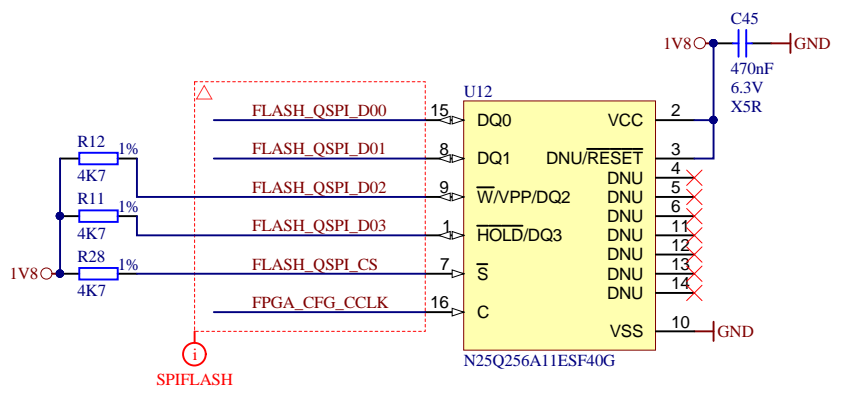 C45
1V8
GND
470nF
6.3V
X5R
U12
FLASH_QSPI_D00
15
DQ0
VCC
2
R12
1%
4K7
FLASH_QSPI_D01
8
DQ1
DNU/RESET
3
DNU
4
R11
1%
4K7
FLASH_QSPI_D02
9
W/VPP/DQ2
DNU
5
DNU
6
FLASH_QSPI_D03
1
HOLD/DQ3
DNU
11
DNU
12
1V8
R28
1%
4K7
FLASH_QSPI_CS
7
S
DNU
13
DNU
14
FPGA_CFG_CCLK
16
C
VSS
10
GND
i
SPIFLASH
N25Q256A11ESF40G